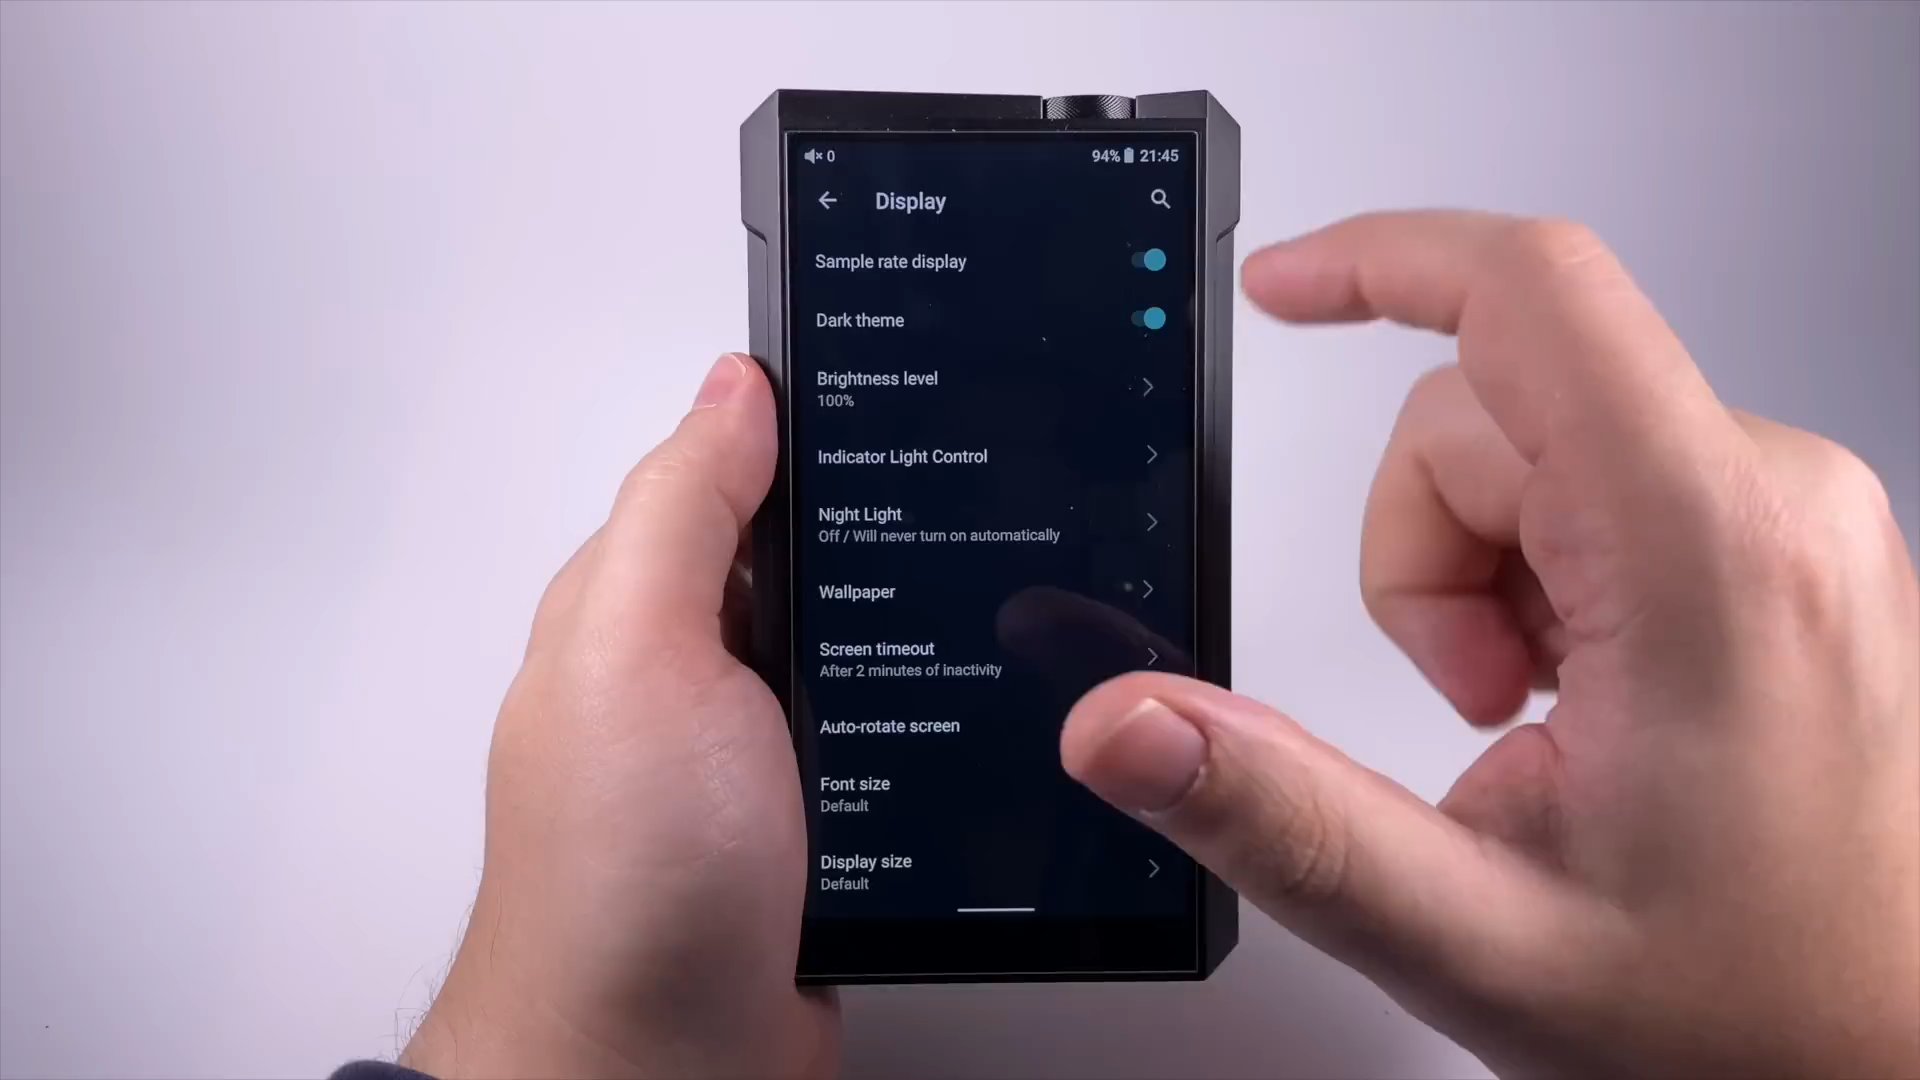 0
94% 21:45
Display
Sample rate display
Dark theme
Brightness level
100%
Indicator Light Control
Night Light
Off / Will never turn on automatically
Wallpaper
Screen timeout
After 2 minutes of inactivity
Auto-rotate screen
Font size
Default
Display size
Default